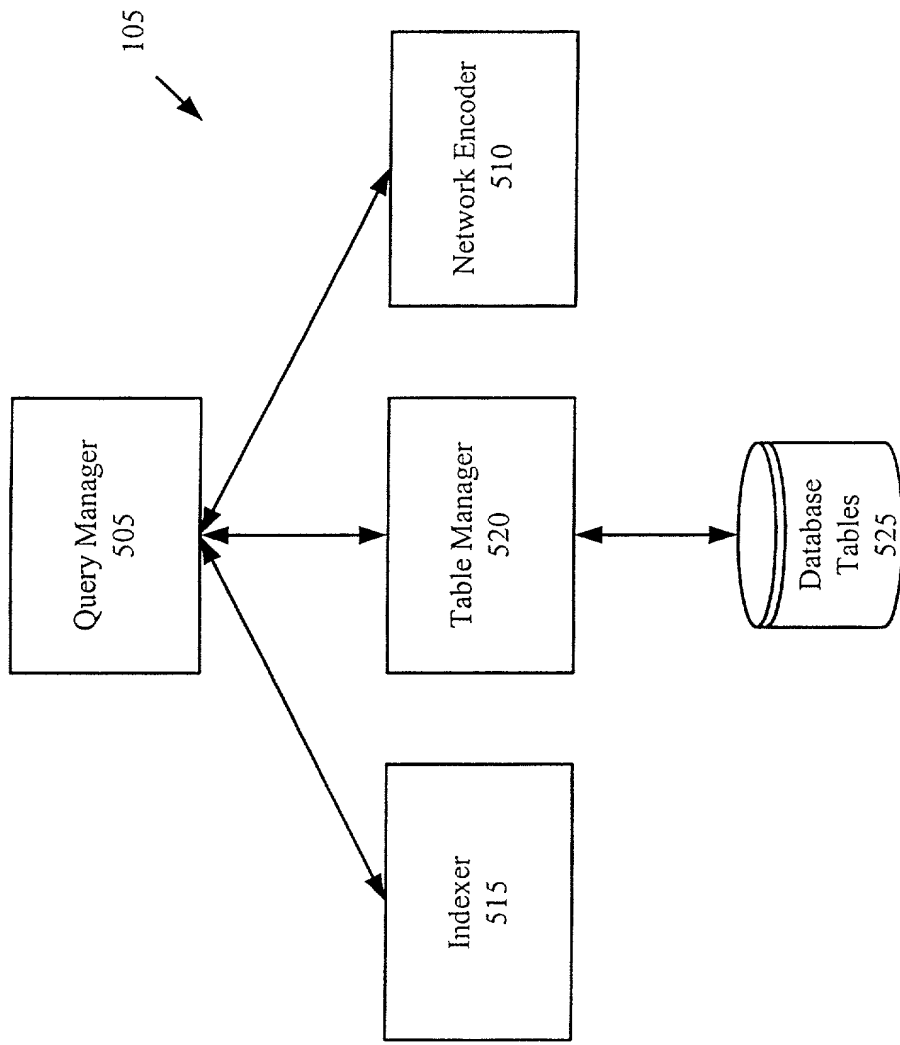 105
Query Manager
505
Indexer
515
Table Manager
520
Network Encoder
510
Database
Tables
525